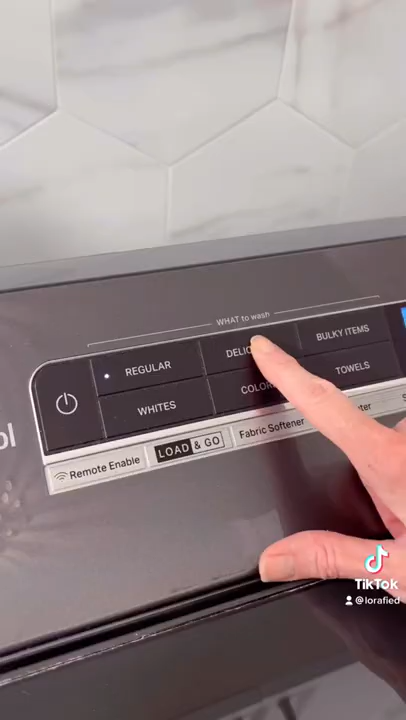 WHAT to wash
REGULAR
BULKY ITEMS
WHITES
TOWELS
Remote Enable
LOAD & GO
Fabric Softener
TikTok
@lorafied